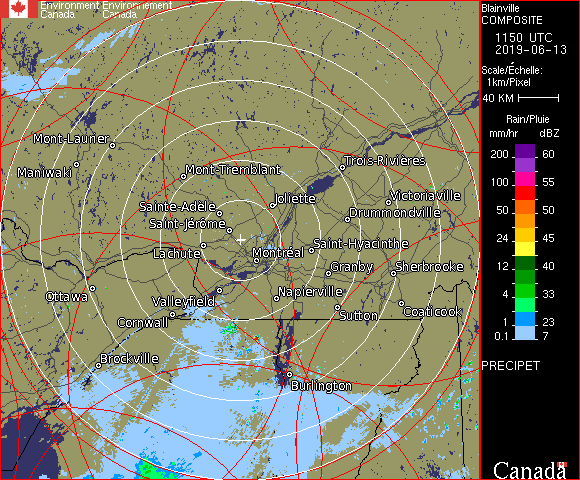 Environment Environnement
Canada Canada
Blainville
COMPOSITE
1150 UTC
2019-06-13
Scale/Échelle:
1km/Pixel
40 KM
Rain/Pluie
mm/hr dBZ
200 60
100 55
50 50
24 45
12 40
4 33
1 23
0.1 7
PRECIPET
Canada
Mont-Laurier
Maniwaki
Mont-Tremblant
Trois-Rivières
Joliette
Victoriaville
Sainte-Adèle
Drummondville
Saint-Jérôme
Saint-Hyacinthe
Lachute
Montréal
Granby
Sherbrooke
Ottawa
Valleyfield
Napierville
Cornwall
Sutton
Coaticook
Brockville
Burlington